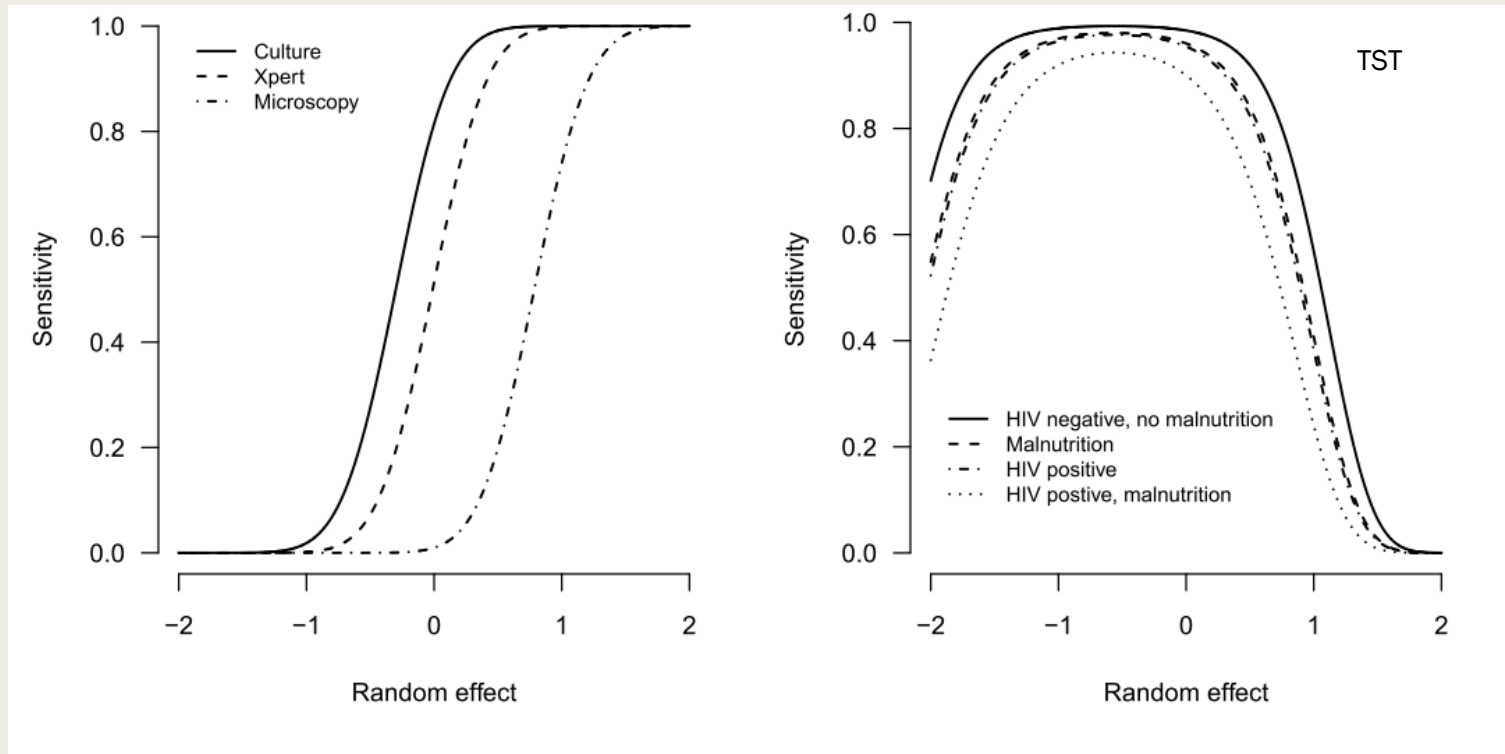 Culture
Xpert
Microscopy
1.0
0.8
0.6
0.4
0.2
0.0
Sensitivity
−2 −1 0 1 2
Random effect
TST
1.0
0.8
0.6
0.4
0.2
0.0
Sensitivity
HIV negative, no malnutrition
Malnutrition
HIV positive
HIV postive, malnutrition
−2 −1 0 1 2
Random effect